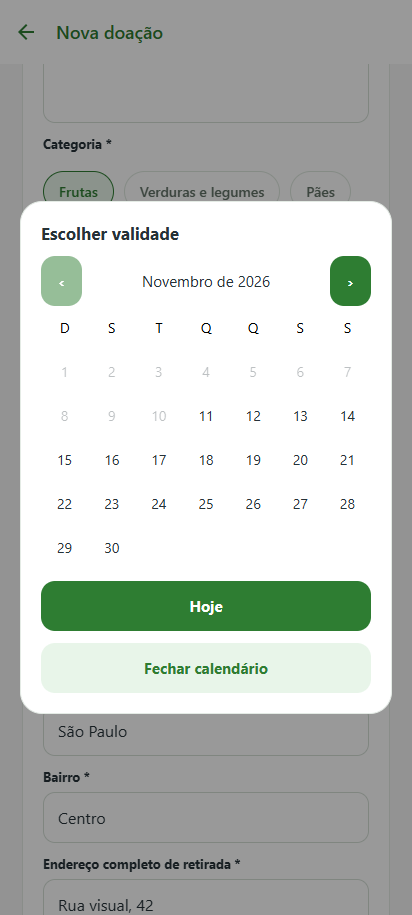 Nova doação
Categoria *
Frutas Verduras e legumes Pães
Escolher validade
‹ Novembro de 2026 ›
D S T Q Q S S
1 2 3 4 5 6 7
8 9 10 11 12 13 14
15 16 17 18 19 20 21
22 23 24 25 26 27 28
29 30
Hoje
Fechar calendário
São Paulo
Bairro *
Centro
Endereço completo de retirada *
Rua visual, 42